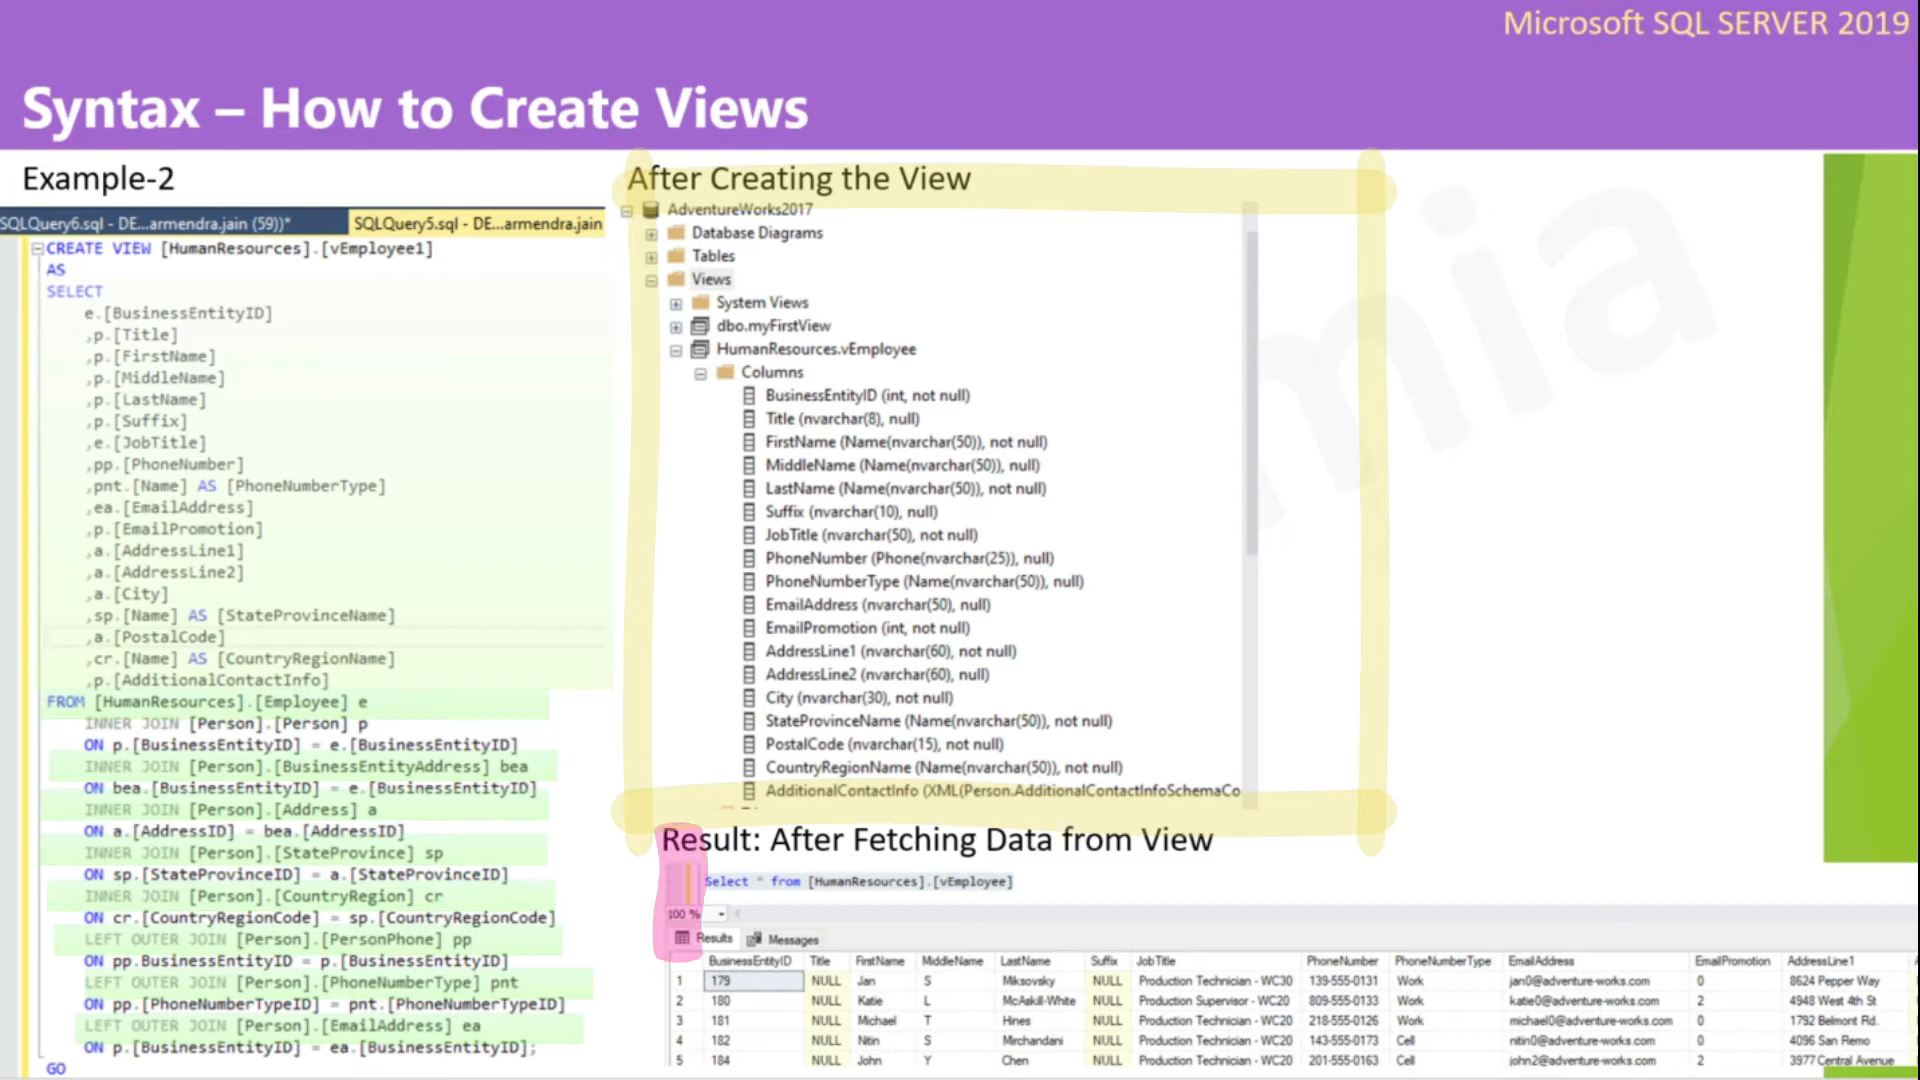 Microsoft SQL SERVER 2019
Syntax – How to Create Views
Example-2
SQLQuery6.sql - DE...armendra.jain (59))*
SQLQuery5.sql - DE...armendra.jain
CREATE VIEW [HumanResources].[vEmployee1]
AS
SELECT
e.[BusinessEntityID]
,p.[Title]
,p.[FirstName]
,p.[MiddleName]
,p.[LastName]
,p.[Suffix]
,e.[JobTitle]
,pp.[PhoneNumber]
,pnt.[Name] AS [PhoneNumberType]
,ea.[EmailAddress]
,p.[EmailPromotion]
,a.[AddressLine1]
,a.[AddressLine2]
,a.[City]
,sp.[Name] AS [StateProvinceName]
,a.[PostalCode]
,cr.[Name] AS [CountryRegionName]
,p.[AdditionalContactInfo]
FROM [HumanResources].[Employee] e
INNER JOIN [Person].[Person] p
ON p.[BusinessEntityID] = e.[BusinessEntityID]
INNER JOIN [Person].[BusinessEntityAddress] bea
ON bea.[BusinessEntityID] = e.[BusinessEntityID]
INNER JOIN [Person].[Address] a
ON a.[AddressID] = bea.[AddressID]
INNER JOIN [Person].[StateProvince] sp
ON sp.[StateProvinceID] = a.[StateProvinceID]
INNER JOIN [Person].[CountryRegion] cr
ON cr.[CountryRegionCode] = sp.[CountryRegionCode]
LEFT OUTER JOIN [Person].[PersonPhone] pp
ON pp.BusinessEntityID = p.[BusinessEntityID]
LEFT OUTER JOIN [Person].[PhoneNumberType] pnt
ON pp.[PhoneNumberTypeID] = pnt.[PhoneNumberTypeID]
LEFT OUTER JOIN [Person].[EmailAddress] ea
ON p.[BusinessEntityID] = ea.[BusinessEntityID];
GO
After Creating the View
AdventureWorks2017
Database Diagrams
Tables
Views
System Views
dbo.myFirstView
HumanResources.vEmployee
Columns
BusinessEntityID (int, not null)
Title (nvarchar(8), null)
FirstName (Name(nvarchar(50)), not null)
MiddleName (Name(nvarchar(50)), null)
LastName (Name(nvarchar(50)), not null)
Suffix (nvarchar(10), null)
JobTitle (nvarchar(50), not null)
PhoneNumber (Phone(nvarchar(25)), null)
PhoneNumberType (Name(nvarchar(50)), null)
EmailAddress (nvarchar(50), null)
EmailPromotion (int, not null)
AddressLine1 (nvarchar(60), not null)
AddressLine2 (nvarchar(60), null)
City (nvarchar(30), not null)
StateProvinceName (Name(nvarchar(50)), not null)
PostalCode (nvarchar(15), not null)
CountryRegionName (Name(nvarchar(50)), not null)
AdditionalContactInfo (XML(Person.AdditionalContactInfoSchemaCo
mia
Result: After Fetching Data from View
Select * from [HumanResources].[vEmployee]
100 %
Results Messages
BusinessEntityID Title FirstName MiddleName LastName Suffix JobTitle PhoneNumber PhoneNumberType EmailAddress EmailPromotion AddressLine1
1 179 NULL Jan S Miksovsky NULL Production Technician - WC30 139-555-0131 Work jan0@adventure-works.com 0 8624 Pepper Way
2 180 NULL Katie L McAskill-White NULL Production Supervisor - WC20 809-555-0133 Work katie0@adventure-works.com 2 4948 West 4th St
3 181 NULL Michael T Hines NULL Production Technician - WC20 218-555-0126 Work michael0@adventure-works.com 0 1792 Belmont Rd.
4 182 NULL Nitin S Mirchandani NULL Production Technician - WC20 143-555-0173 Cell nitin0@adventure-works.com 0 4096 San Remo
5 184 NULL John Y Chen NULL Production Technician - WC20 201-555-0163 Cell john2@adventure-works.com 2 3977 Central Avenue